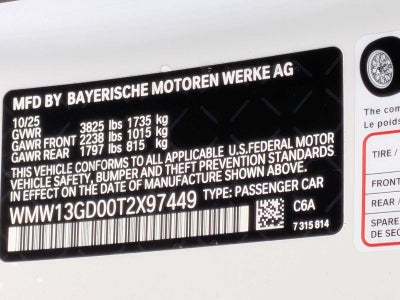 MFD BY BAYERISCHE MOTOREN WERKE AG
10/25
GVWR 3825 lbs 1735 kg
GAWR FRONT 2238 lbs 1015 kg
GAWR REAR 1797 lbs 815 kg
THIS VEHICLE CONFORMS TO ALL APPLICABLE U.S.FEDERAL MOTOR
VEHICLE SAFETY, BUMPER AND THEFT PREVENTION STANDARDS
IN EFFECT ON THE DATE OF MANUFACTURE SHOWN ABOVE.
WMW13GD00T2X97449 TYPE: PASSENGER CAR
C6A
7 315 814
The com
Le poids
TIRE /
FRONT
REAR /
SPARE
DE SEC